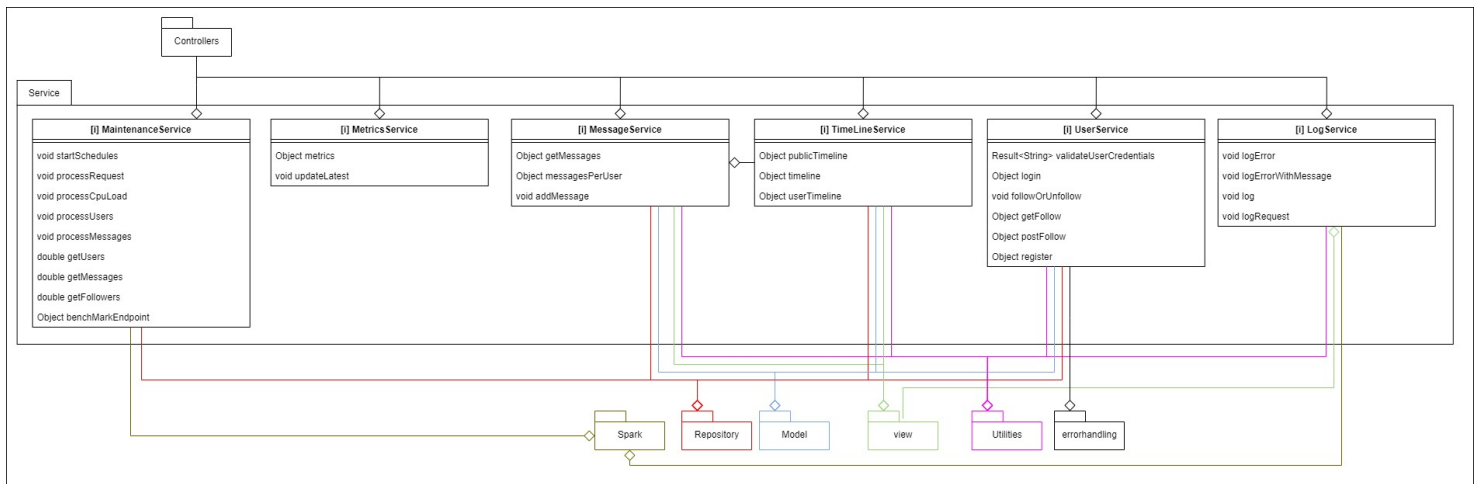 Controllers
Service
[i] MaintenanceService
void startSchedules
void processRequest
void processCpuLoad
void processUsers
void processMessages
double getUsers
double getMessages
double getFollowers
Object benchMarkEndpoint
[i] MetricsService
Object metrics
void updateLatest
[i] MessageService
Object getMessages
Object messagesPerUser
void addMessage
[i] TimeLineService
Object publicTimeline
Object timeline
Object userTimeline
[i] UserService
Result<String> validateUserCredentials
Object login
void followOrUnfollow
Object getFollow
Object postFollow
Object register
[i] LogService
void logError
void logErrorWithMessage
void log
void logRequest
Spark
Repository
Model
view
Utilities
errorhandling